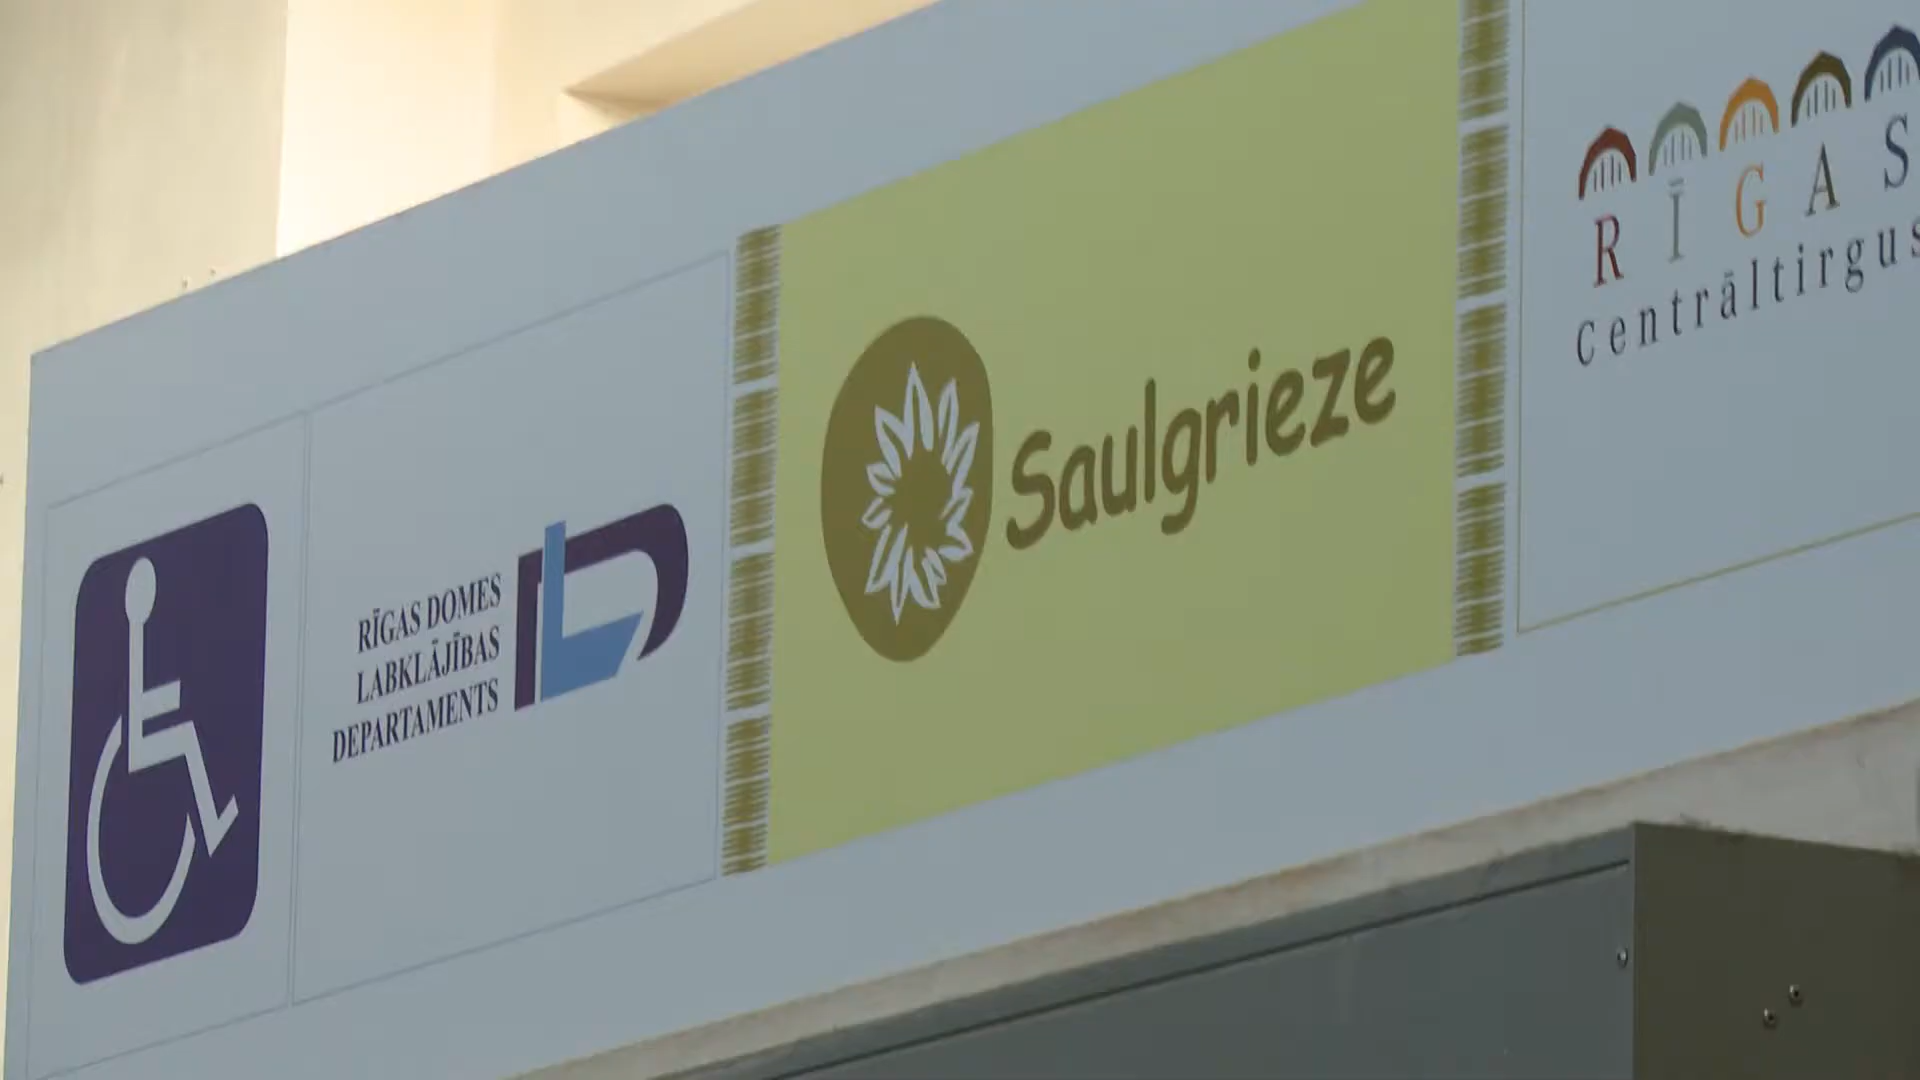 RĪGAS DOMES
LABKLĀJĪBAS
DEPARTAMENTS
Saulgrieze
RĪGAS
Centrāltirgus